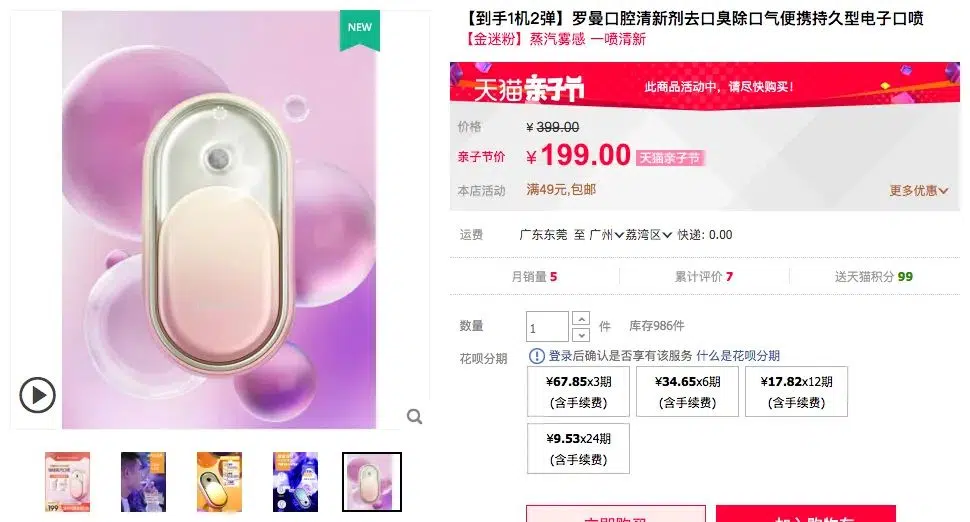 NEW
【到手1机2弹】罗曼口腔清新剂去口臭除口气便携持久型电子口喷
【金迷粉】蒸汽雾感 一喷清新
天猫亲子节
此商品活动中，请尽快购买！
价格 ¥399.00
亲子节价 ¥199.00 天猫亲子节
本店活动 满49元,包邮 更多优惠
运费 广东东莞 至 广州 荔湾区 快递: 0.00
月销量 5 累计评价 7 送天猫积分 99
数量 1 件 库存986件
花呗分期 登录后确认是否享有该服务 什么是花呗分期
¥67.85x3期 ¥34.65x6期 ¥17.82x12期
(含手续费) (含手续费) (含手续费)
¥9.53x24期
(含手续费)
199
立即购买 加入购物车